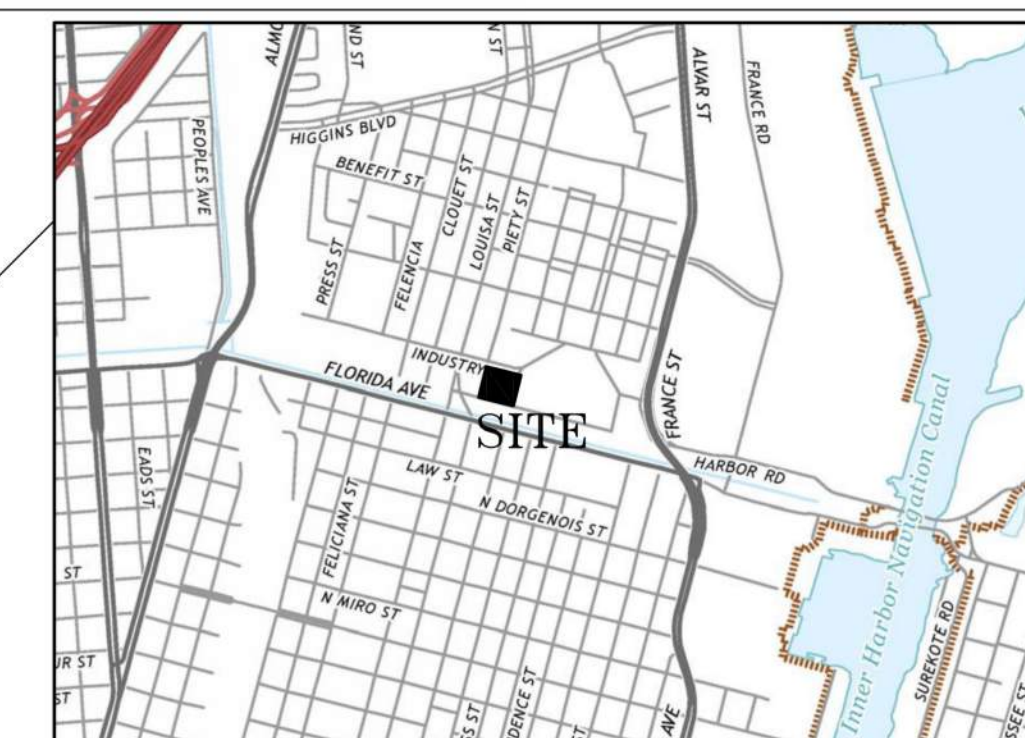 ALMO
ND ST
N ST
ALVAR ST
FRANCE RD
PEOPLES AVE
HIGGINS BLVD
BENEFIT ST
CLOUET ST
LOUISA ST
PIETY ST
PRESS ST
FELENCIA
INDUSTRY
FLORIDA AVE
SITE
FRANCE ST
HARBOR RD
EADS ST
LAW ST
N DORGENOIS ST
FELICIANA ST
Inner Harbor Navigation Canal
ST
N MIRO ST
SUREKOTE RD
UR ST
ST
SS ST
DENCE ST
ST
AVE
SSEE ST